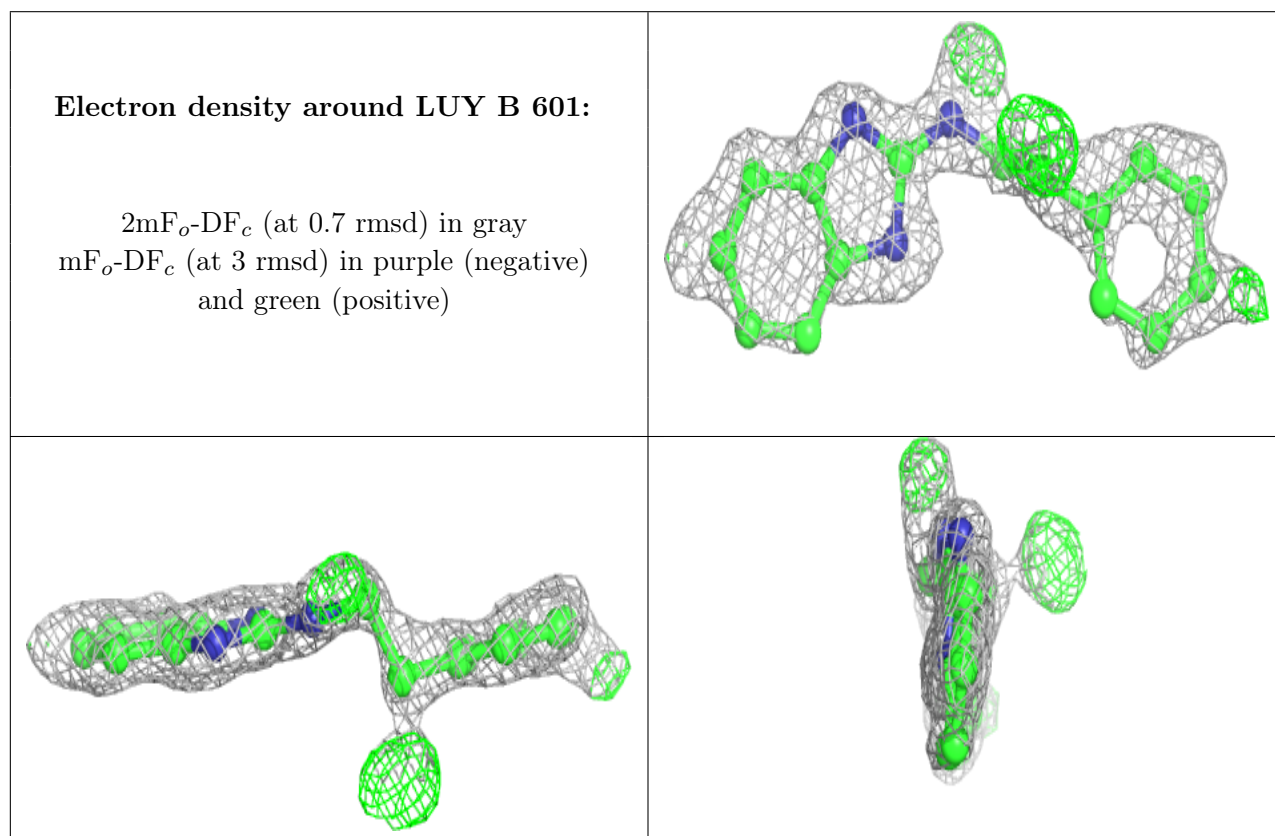 Electron density around LUY B 601:
2mFₒ-DF𝒸 (at 0.7 rmsd) in gray
mFₒ-DF𝒸 (at 3 rmsd) in purple (negative)
and green (positive)